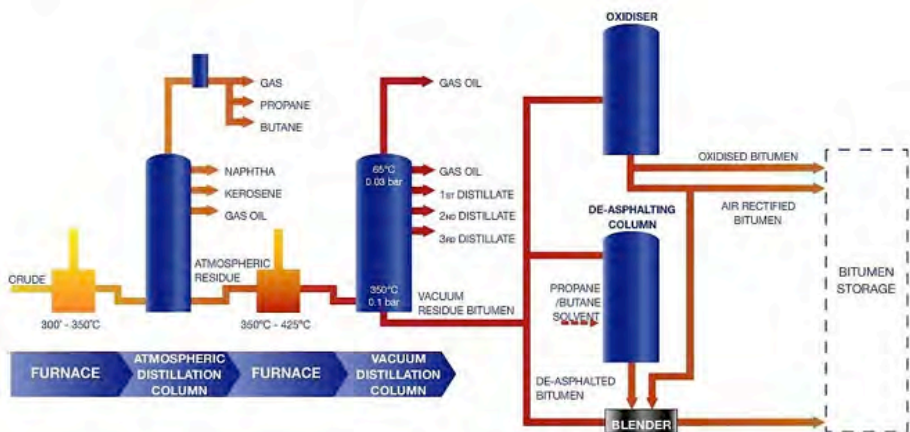 OXIDISER
GAS
PROPANE
BUTANE
GAS OIL
NAPHTHA
KEROSENE
GAS OIL
65°C
0.03 bar
GAS OIL
1ST DISTILLATE
2ND DISTILLATE
3RD DISTILLATE
OXIDISED BITUMEN
AIR RECTIFIED
BITUMEN
DE-ASPHALTING
COLUMN
CRUDE
ATMOSPHERIC
RESIDUE
350°C
0.1 bar
VACUUM
RESIDUE BITUMEN
PROPANE
/BUTANE
SOLVENT
BITUMEN
STORAGE
300° - 350°C
350°C - 425°C
FURNACE
ATMOSPHERIC
DISTILLATION
COLUMN
FURNACE
VACUUM
DISTILLATION
COLUMN
DE-ASPHALTED
BITUMEN
BLENDER